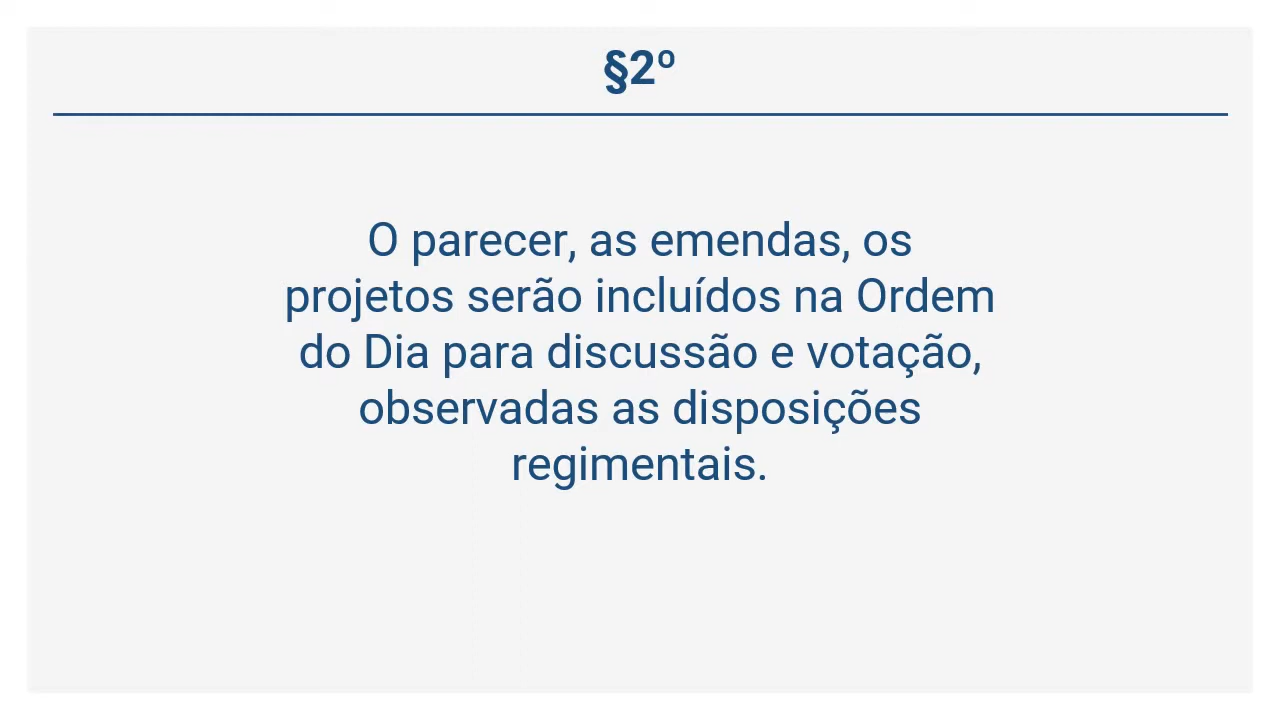 §2º
O parecer, as emendas, os
projetos serão incluídos na Ordem
do Dia para discussão e votação,
observadas as disposições
regimentais.